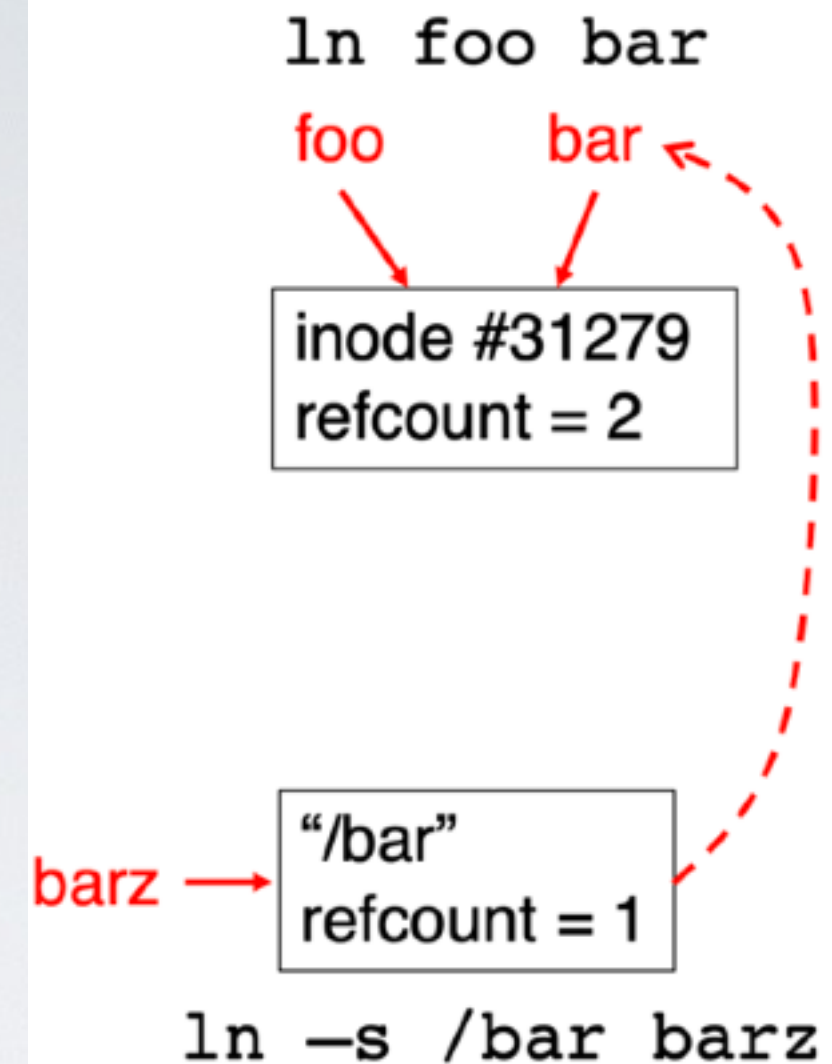 ln foo bar
foo bar
inode #31279
refcount = 2
“/bar”
barz
refcount = 1
ln –s /bar barz